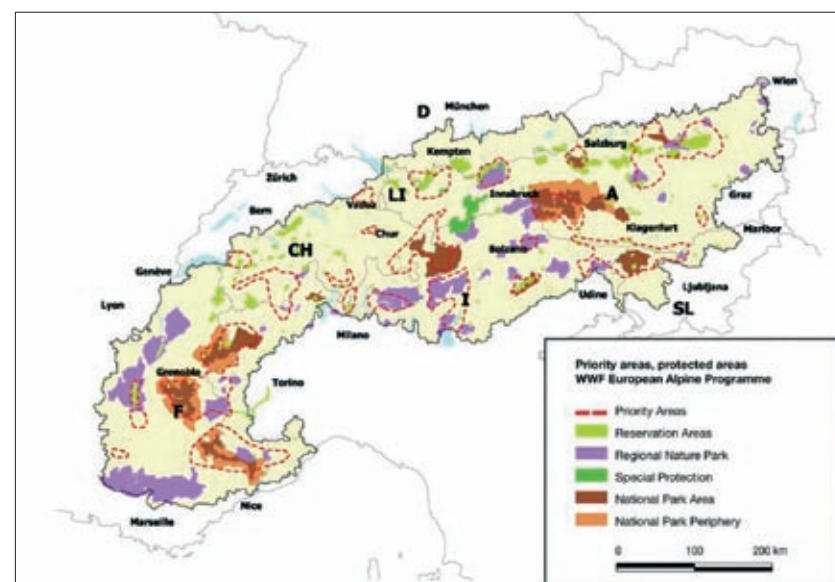 Wien
D
München
Salzburg
Kempten
Zürich
LI
Innsbruck
A
Vaduz
Graz
Bern
Chur
Klagenfurt
Maribor
CH
Bolzano
Genève
Ljubljana
Udine
I
SL
Lyon
Milano
Grenoble
Torino
F
Nice
Marseille
Priority areas, protected areas
WWF European Alpine Programme
Priority Areas
Reservation Areas
Regional Nature Park
Special Protection
National Park Area
National Park Periphery
0 100 200 km